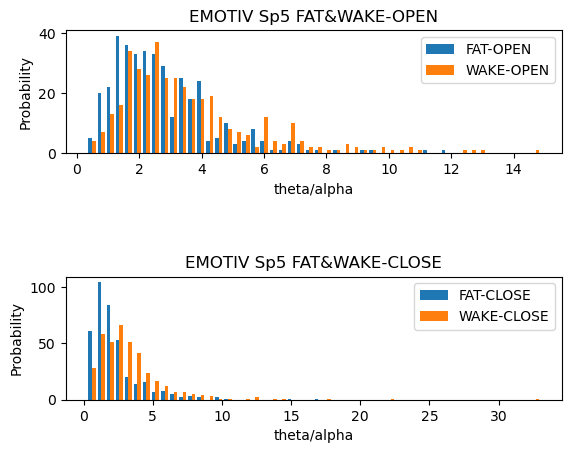 EMOTIV Sp5 FAT&WAKE-OPEN
40
20
0
Probability
FAT-OPEN
WAKE-OPEN
0 2 4 6 8 10 12 14
theta/alpha
EMOTIV Sp5 FAT&WAKE-CLOSE
100
50
0
Probability
FAT-CLOSE
WAKE-CLOSE
0 5 10 15 20 25 30
theta/alpha